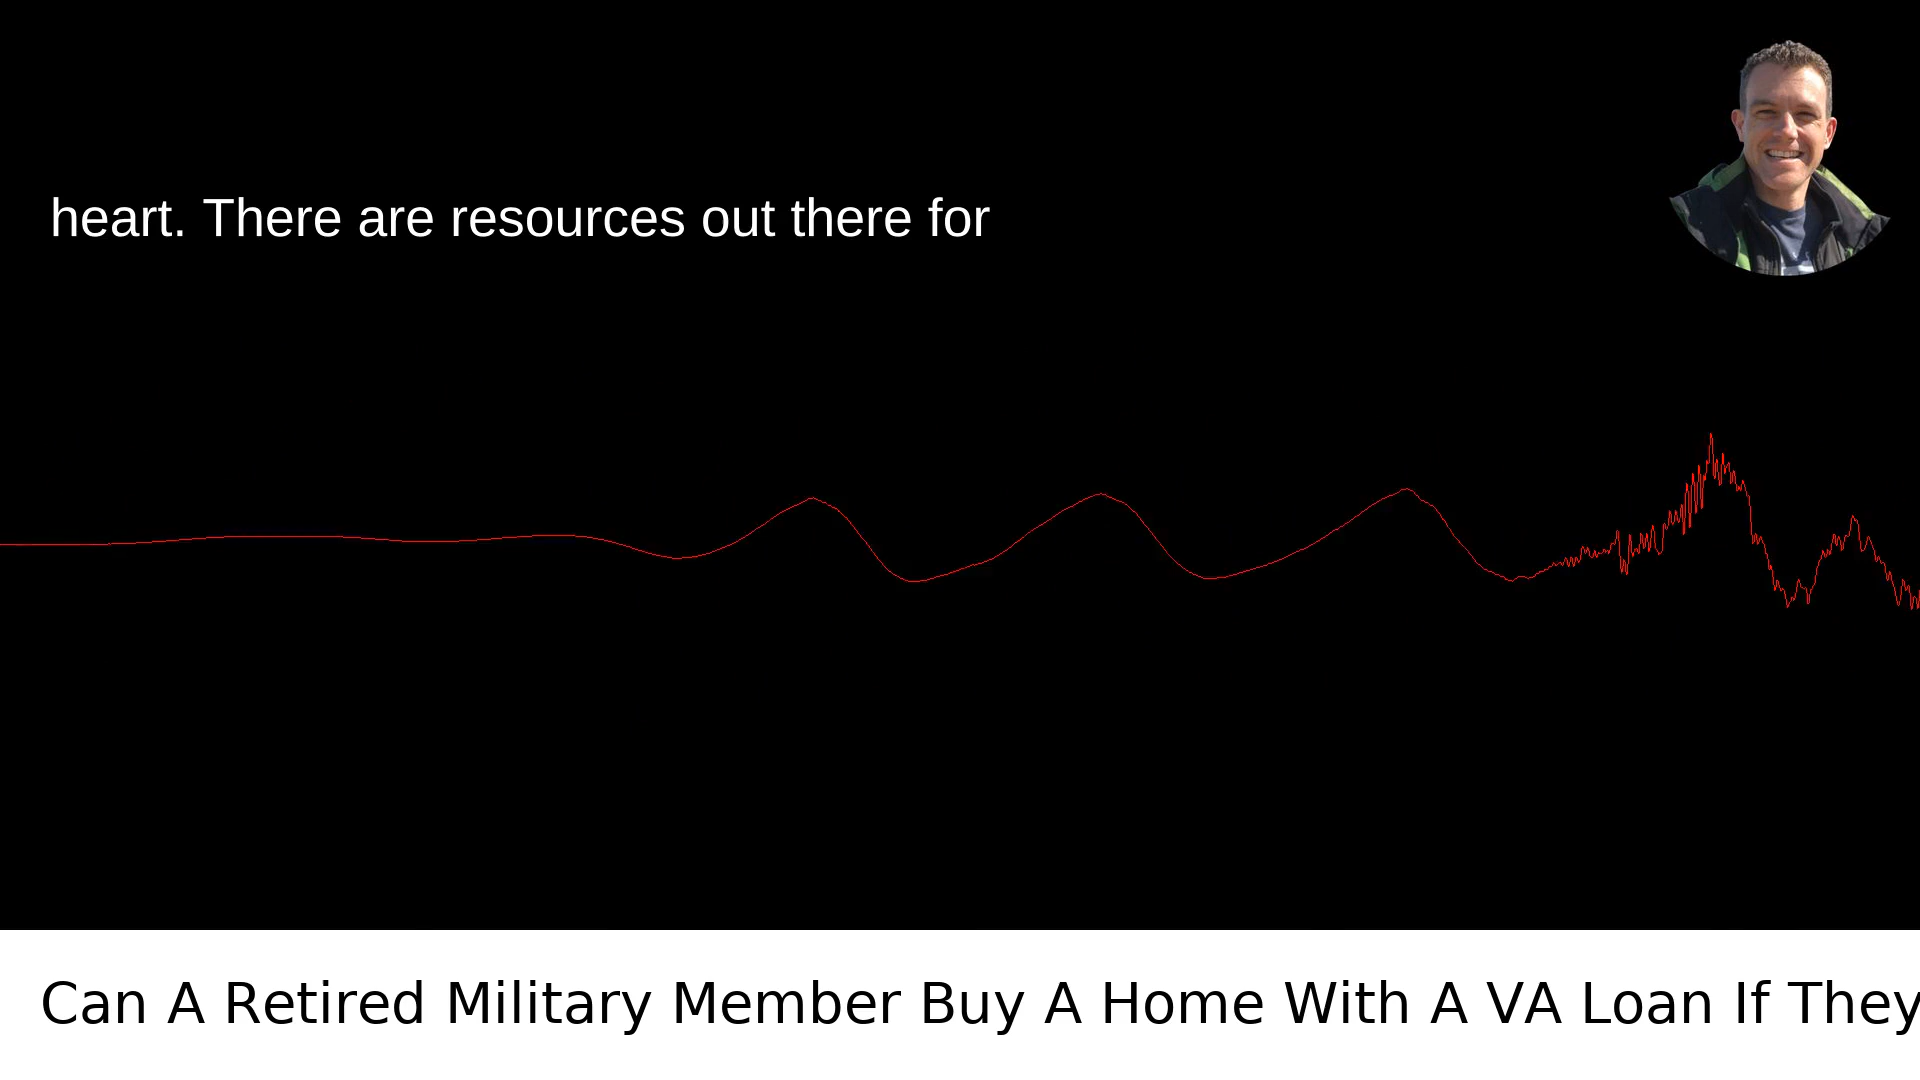 heart. There are resources out there for
Can A Retired Military Member Buy A Home With A VA Loan If They